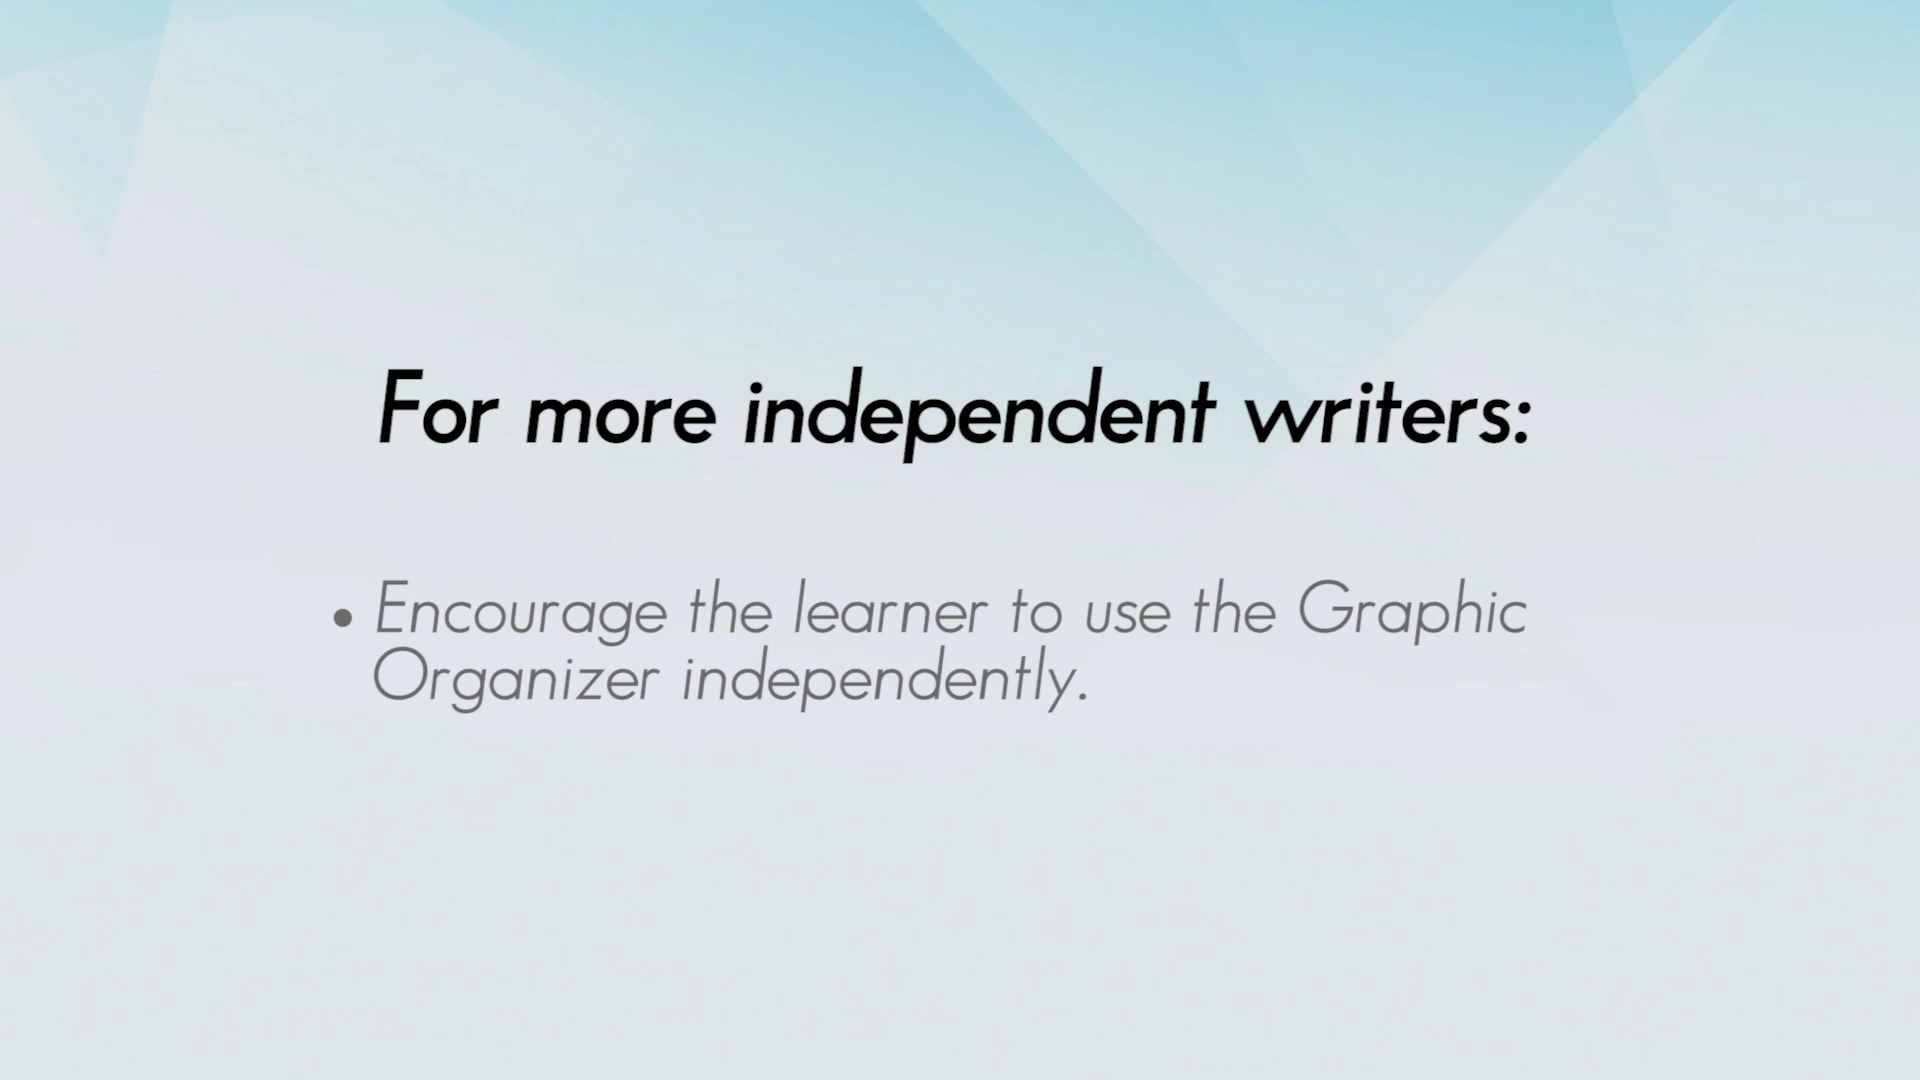 For more independent writers:
• Encourage the learner to use the Graphic
Organizer independently.